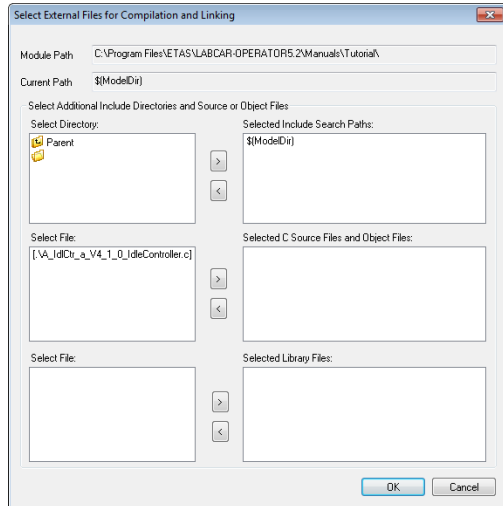 Select External Files for Compilation and Linking
Module Path C:\Program Files\ETAS\LABCAR-OPERATOR5.2\Manuals\Tutorial\
Current Path $(ModelDir)
Select Additional Include Directories and Source or Object Files
Select Directory: Selected Include Search Paths:
Parent $(ModelDir)
>
<
Select File: Selected C Source Files and Object Files:
[.\A_IdlCtr_a_V4_1_0_IdleController.c]
>
<
Select File: Selected Library Files:
>
<
OK Cancel